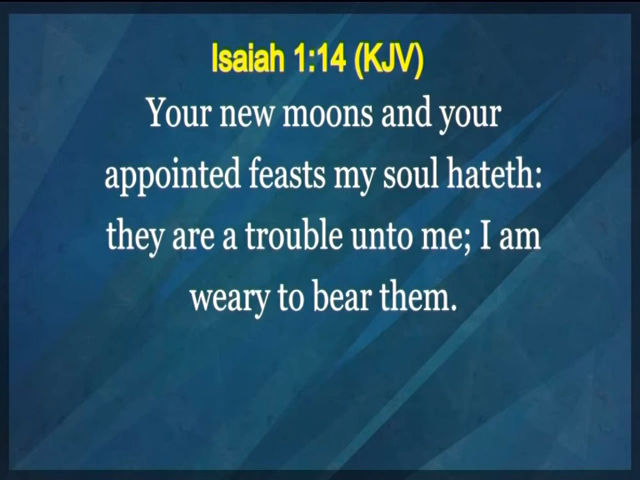 Isaiah 1:14 (KJV)
Your new moons and your
appointed feasts my soul hateth:
they are a trouble unto me; I am
weary to bear them.